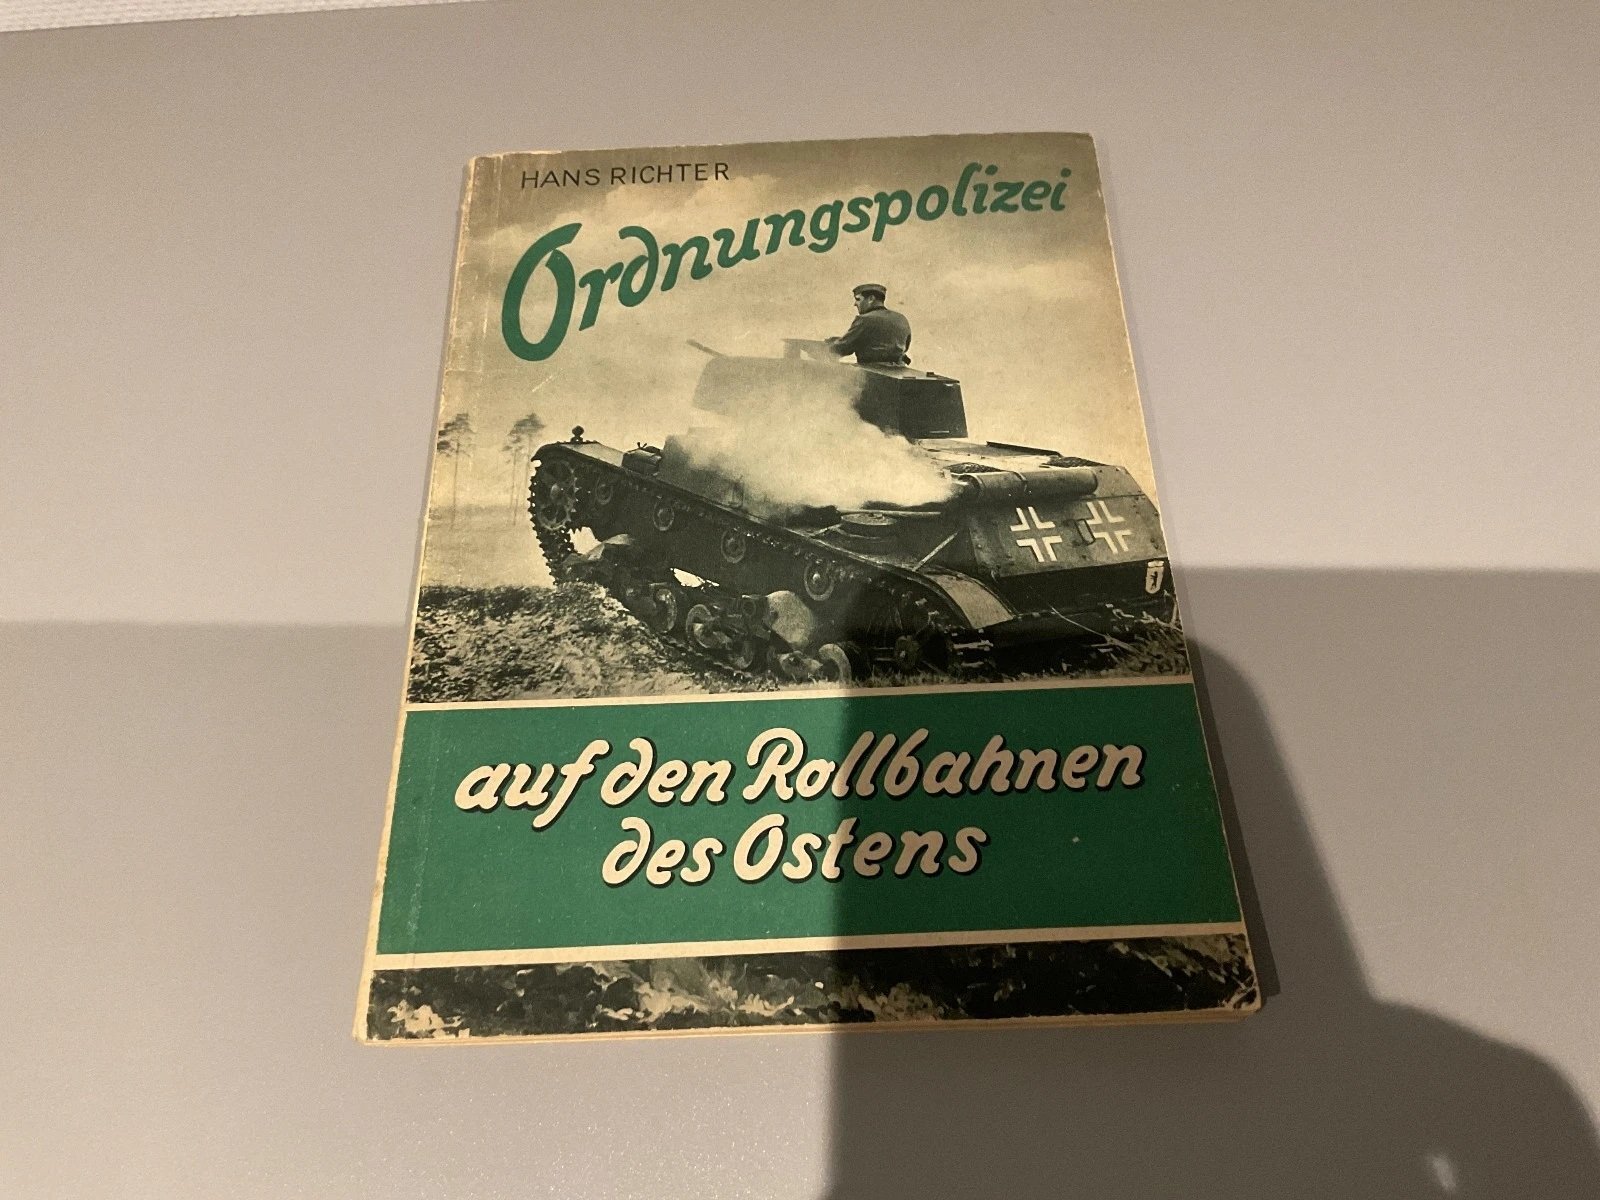 HANS RICHTER
Ordnungspolizei
auf den Rollbahnen
des Ostens